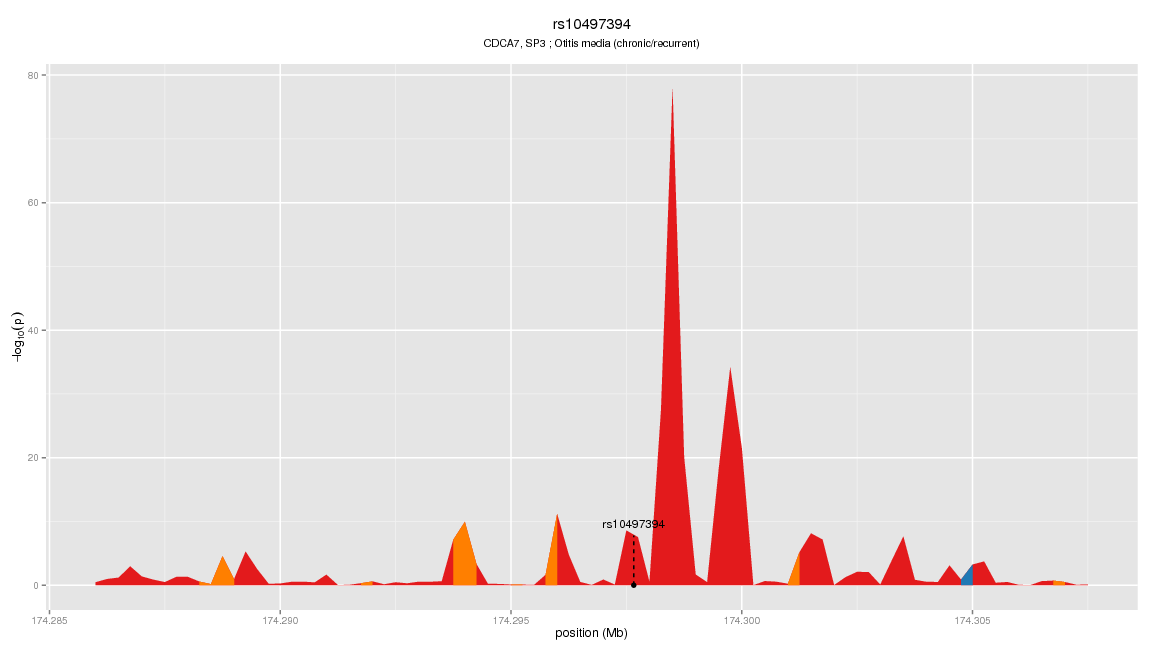 rs10497394
CDCA7, SP3 ; Otitis media (chronic/recurrent)
80
60
40
20
0
−log10(p)
rs10497394
174.285
174.290
174.295
174.300
174.305
position (Mb)